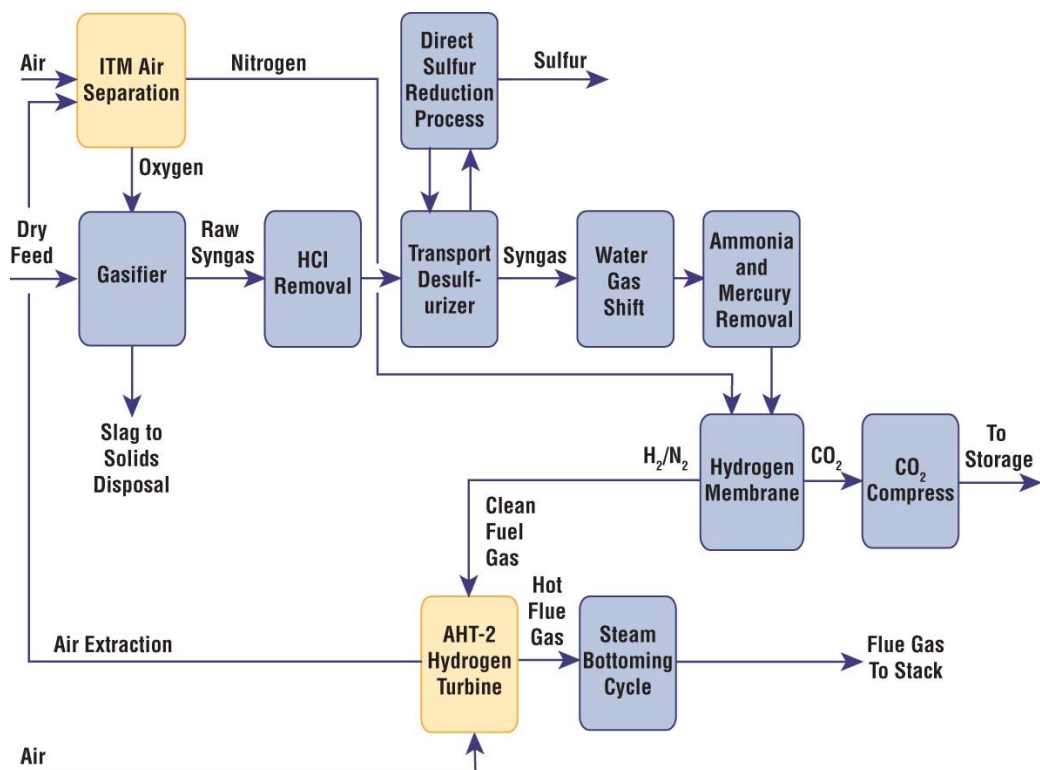 Air
ITM Air
Separation
Nitrogen
Direct
Sulfur
Reduction
Process
Sulfur
Oxygen
Dry
Feed
Gasifier
Raw
Syngas
HCl
Removal
Transport
Desulf-
urizer
Syngas
Water
Gas
Shift
Ammonia
and
Mercury
Removal
Slag to
Solids
Disposal
H₂/N₂
Hydrogen
Membrane
CO₂
CO₂
Compress
To
Storage
Clean
Fuel
Gas
Air Extraction
AHT-2
Hydrogen
Turbine
Hot
Flue
Gas
Steam
Bottoming
Cycle
Flue Gas
To Stack
Air